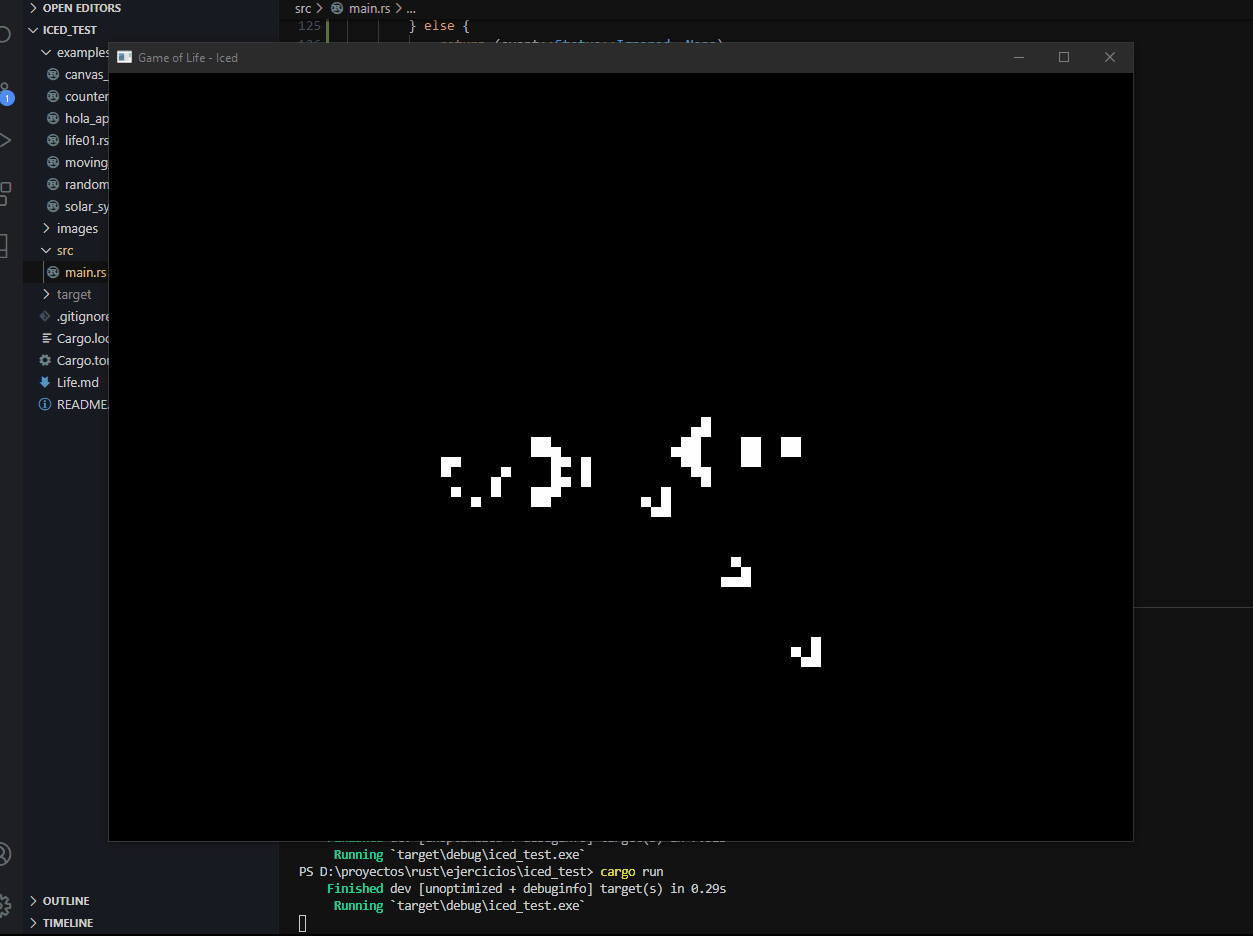 OPEN EDITORS
ICED_TEST
examples
canvas_
counter
hola_ap
life01.rs
moving
random
solar_sy
images
src
main.rs
target
.gitignore
Cargo.loc
Cargo.tor
Life.md
README.
OUTLINE
TIMELINE
1
src > main.rs > ...
125 } else {
Game of Life - Iced
Running `target\debug\iced_test.exe`
PS D:\proyectos\rust\ejercicios\iced_test> cargo run
Finished dev [unoptimized + debuginfo] target(s) in 0.29s
Running `target\debug\iced_test.exe`